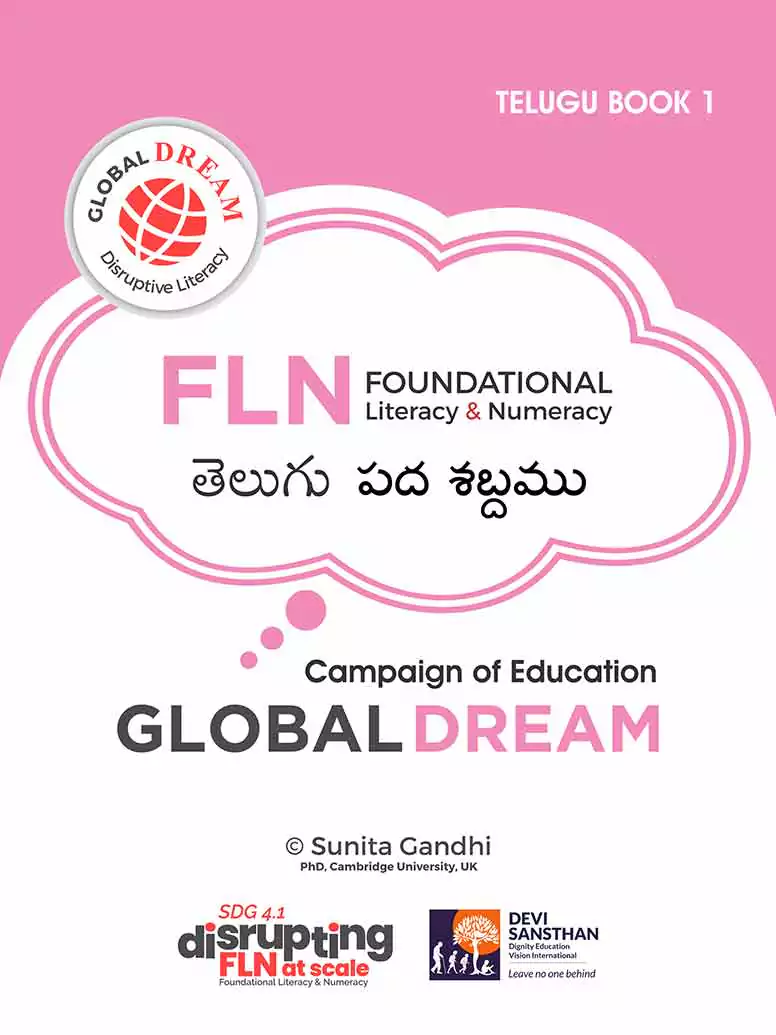 TELUGU BOOK 1
GLOBAL DREAM
Disruptive Literacy
FLN FOUNDATIONAL
Literacy & Numeracy
తెలుగు పద శబ్దము
Campaign of Education
GLOBAL DREAM
© Sunita Gandhi
PhD, Cambridge University, UK
SDG 4.1
disrupting
FLN at scale
Foundational Literacy & Numeracy
DEVI
SANSTHAN
Dignity Education
Vision International
Leave no one behind